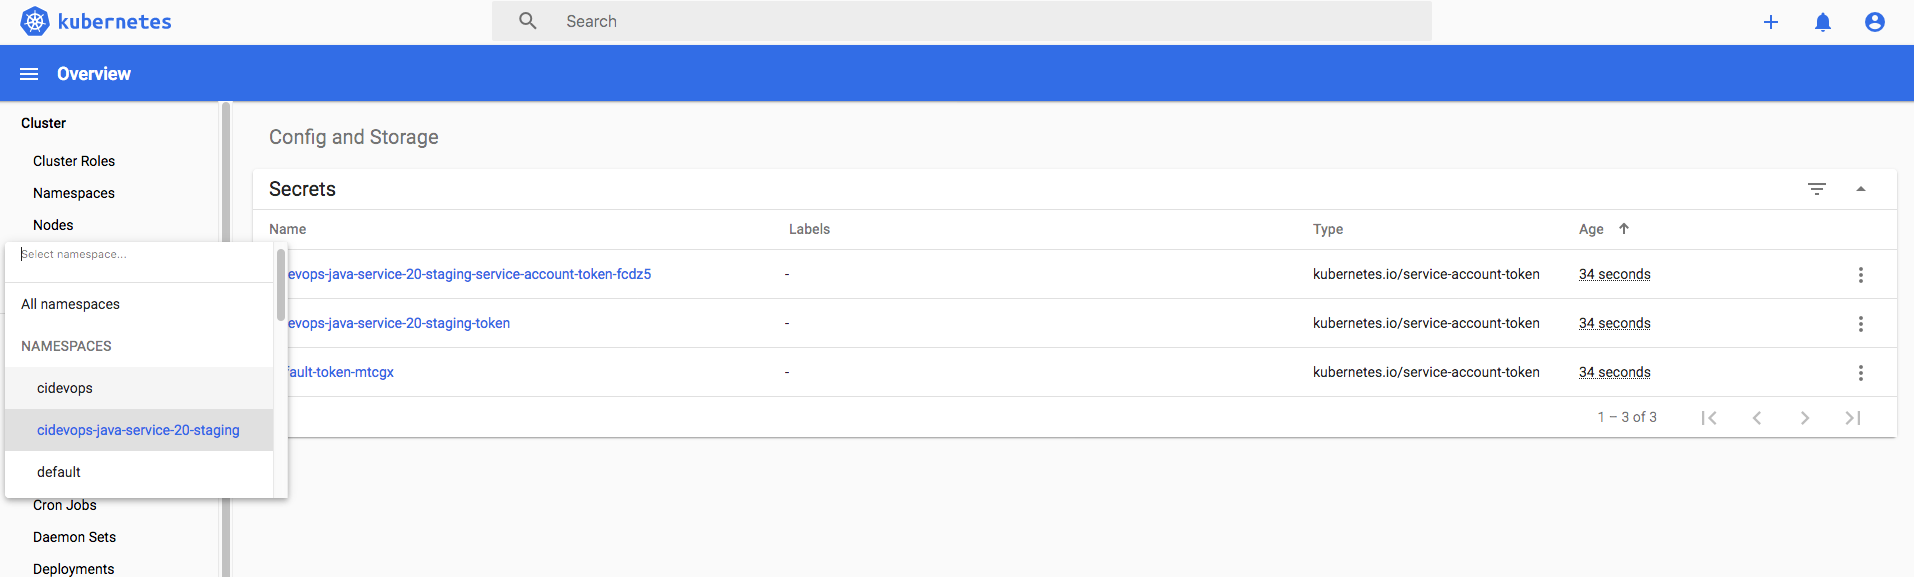 kubernetes
Search
Overview
Cluster
Cluster Roles
Namespaces
Nodes
Select namespace...
All namespaces
NAMESPACES
cidevops
cidevops-java-service-20-staging
default
Cron Jobs
Daemon Sets
Deployments
Config and Storage
Secrets
Name Labels Type Age
evops-java-service-20-staging-service-account-token-fcdz5 - kubernetes.io/service-account-token 34 seconds
evops-java-service-20-staging-token - kubernetes.io/service-account-token 34 seconds
fault-token-mtcgx - kubernetes.io/service-account-token 34 seconds
1 – 3 of 3